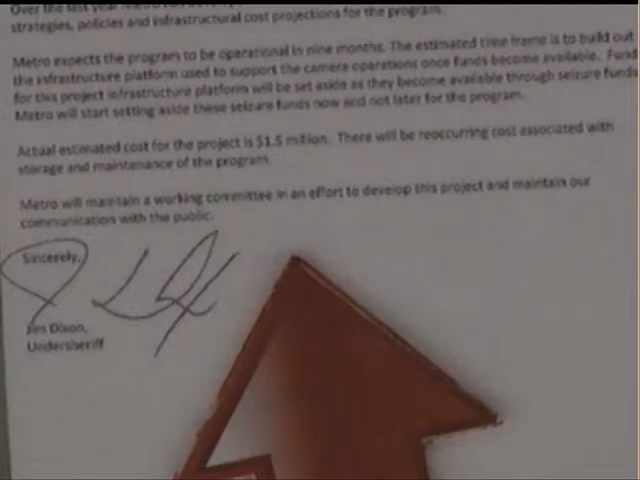 Over the last year Metro
strategies, policies and infrastructural cost projections for the program.
Metro expects the program to be operational in nine months. The estimated time frame is to build out
the infrastructure platform used to support the camera operations once funds become available. Fund
for this project infrastructure platform will be set aside as they become available through seizure funds
Metro will start setting aside these seizure funds now and not later for the program.
Actual estimated cost for the project is $1.5 million. There will be reoccurring cost associated with
storage and maintenance of the program.
Metro will maintain a working committee in an effort to develop this project and maintain our
communication with the public.
Sincerely,
Jim Dixon,
Undersheriff